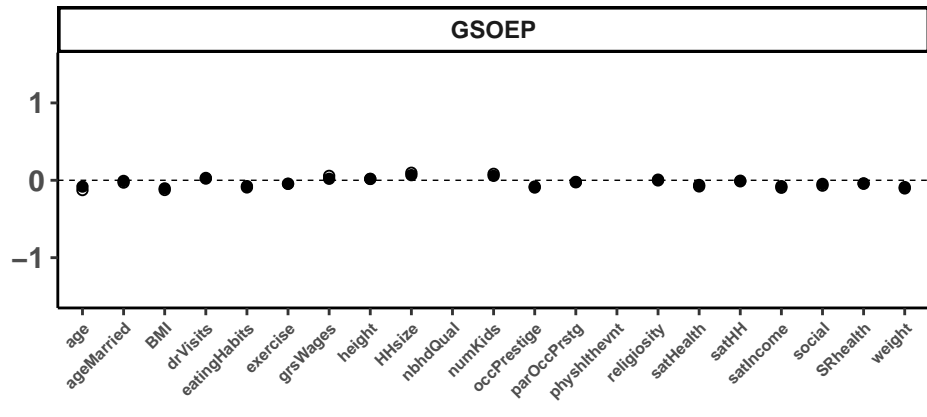 GSOEP
1
0
−1
age
ageMarried
BMI
drVisits
eatingHabits
exercise
grsWages
height
HHsize
nbhdQual
numKids
occPrestige
parOccPrstg
physhlthevnt
religiosity
satHealth
satHH
satIncome
social
SRhealth
weight